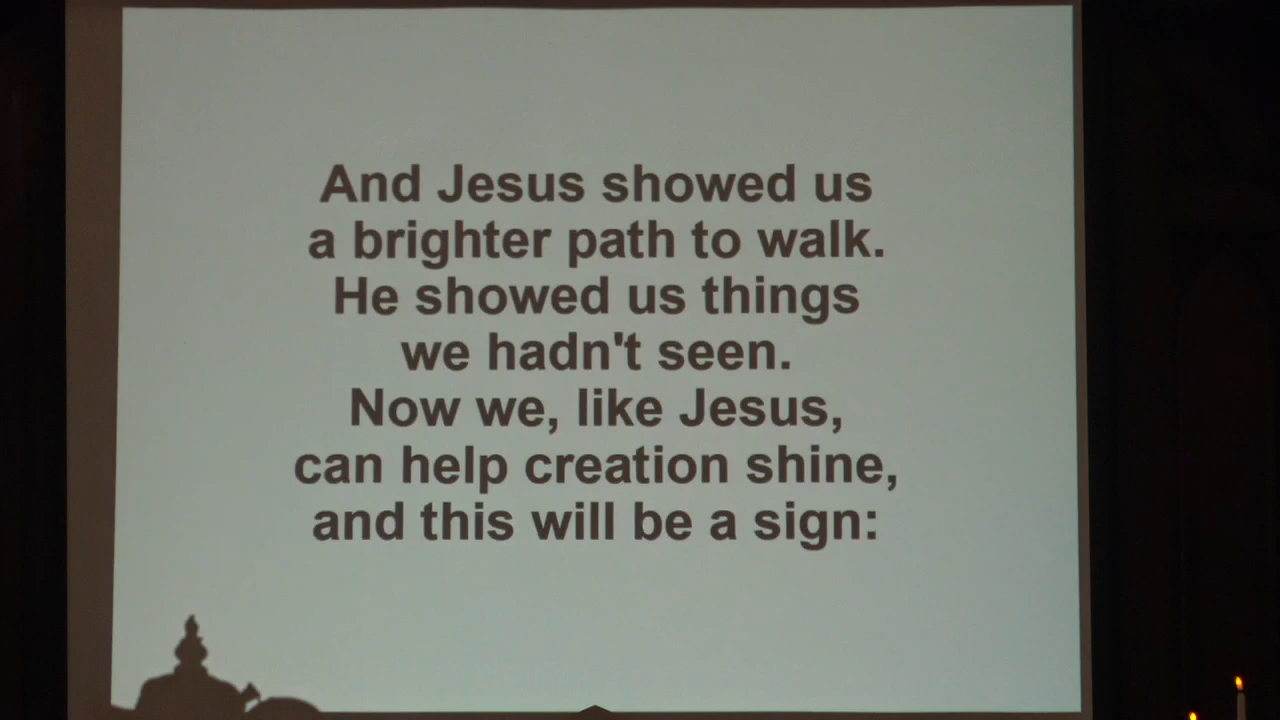 And Jesus showed us
a brighter path to walk.
He showed us things
we hadn't seen.
Now we, like Jesus,
can help creation shine,
and this will be a sign: